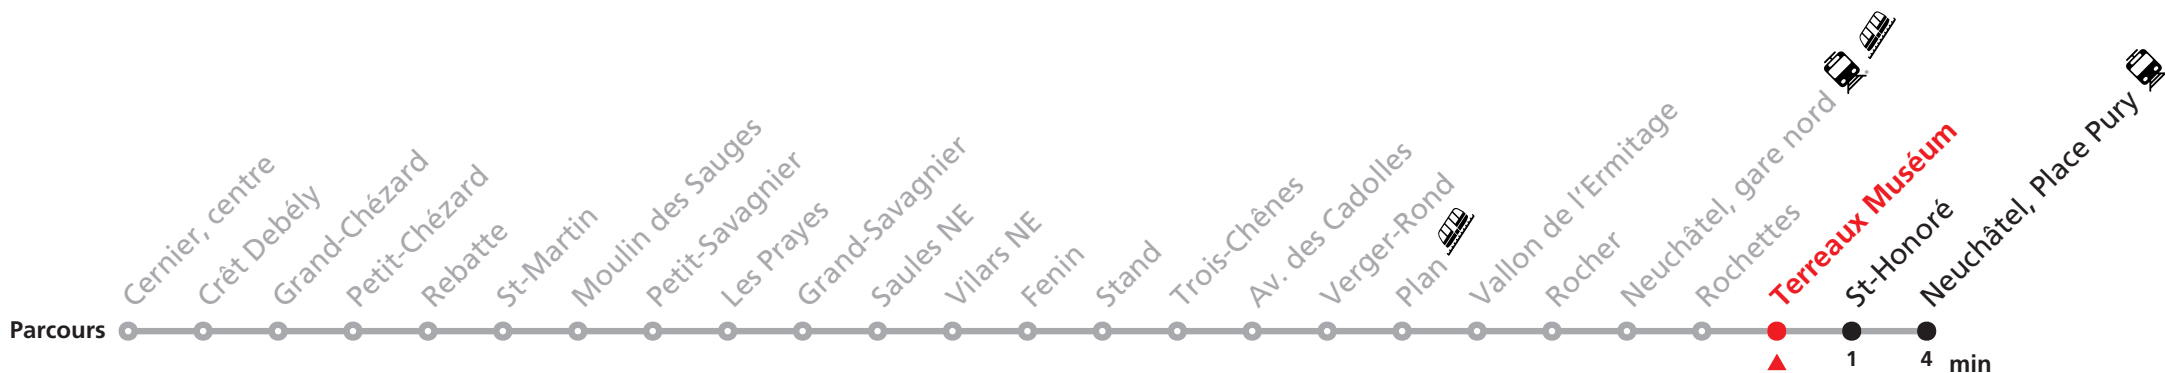 Cernier, centre
Crêt Debély
Grand-Chézard
Petit-Chézard
Rebatte
St-Martin
Moulin des Sauges
Petit-Savagnier
Les Prayes
Grand-Savagnier
Saules NE
Vilars NE
Fenin
Stand
Trois-Chênes
Av. des Cadolles
Verger-Rond
Plan
Vallon de l'Ermitage
Rocher
Neuchâtel, gare nord
Rochettes
Terreaux Muséum
St-Honoré
Neuchâtel, Place Pury
Parcours
1 4 min